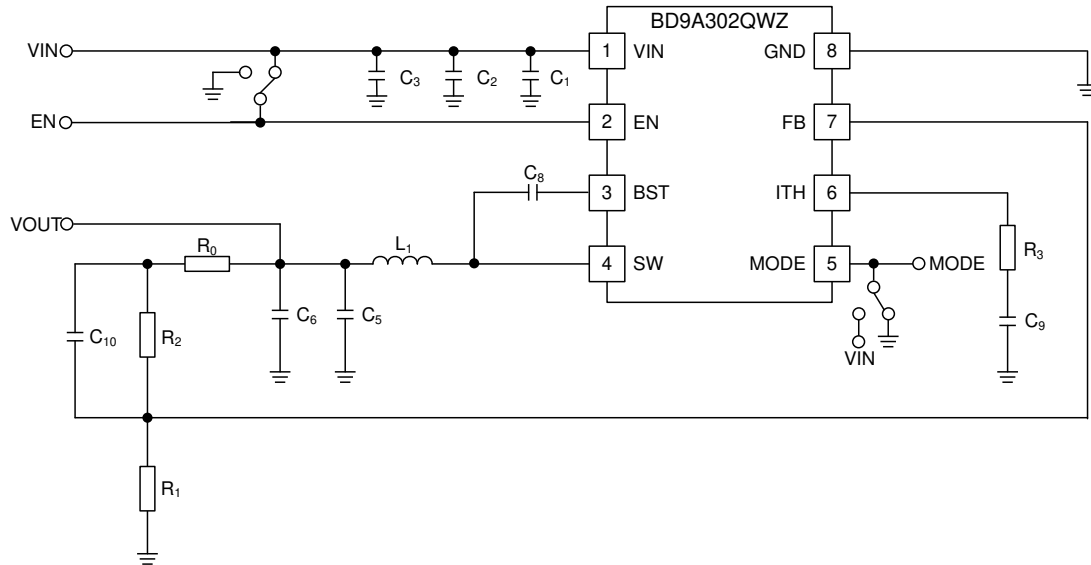 BD9A302QWZ
VIN
1
VIN
GND
8
C₃
C₂
C₁
EN
2
EN
FB
7
C₈
3
BST
ITH
6
VOUT
R₀
L₁
4
SW
MODE
5
MODE
R₃
C₁₀
R₂
C₆
C₅
C₉
VIN
R₁